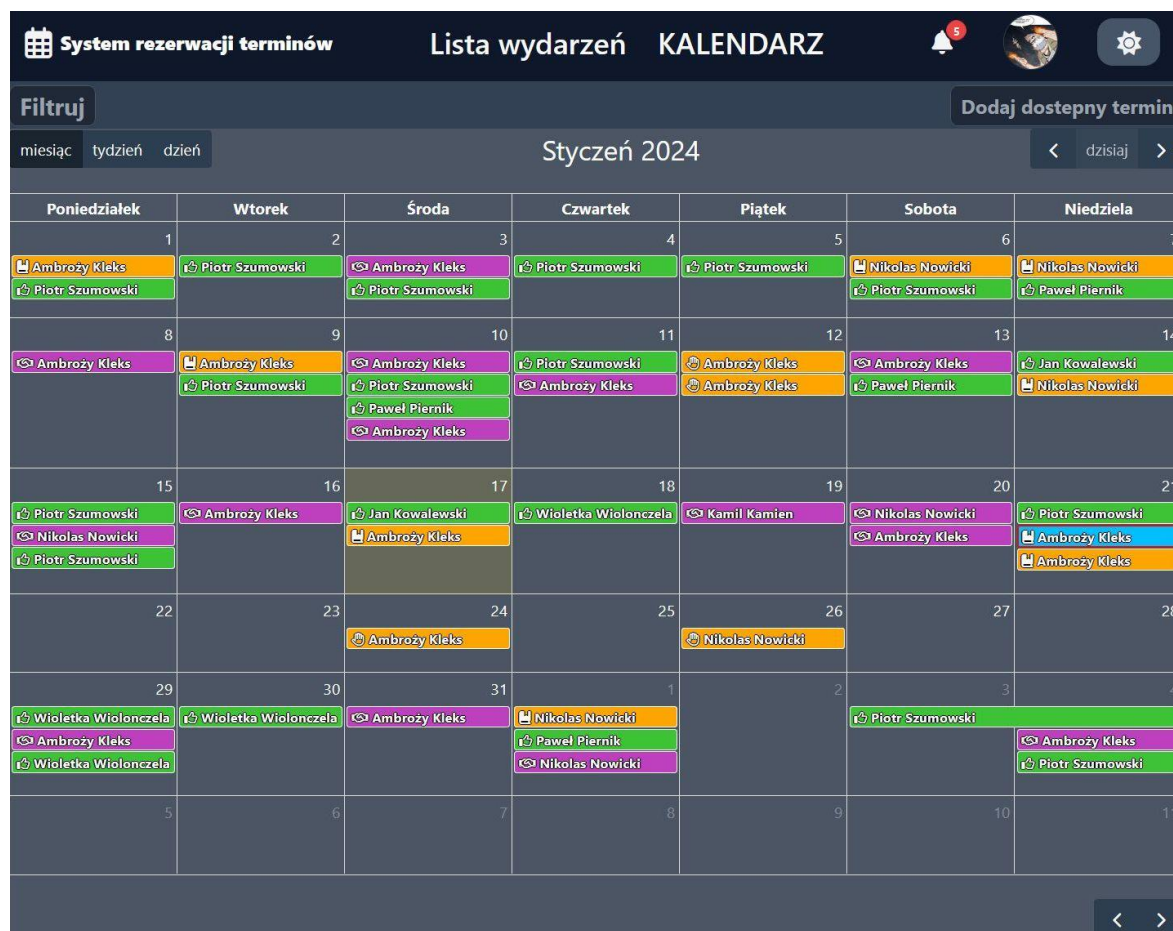 System rezerwacji terminów Lista wydarzeń KALENDARZ 5
Filtruj Dodaj dostepny termin
miesiąc tydzień dzień Styczeń 2024 dzisiaj
Poniedziałek Wtorek Środa Czwartek Piątek Sobota Niedziela
1 2 3 4 5 6 7
Ambroży Kleks Piotr Szumowski Ambroży Kleks Piotr Szumowski Piotr Szumowski Nikolas Nowicki Nikolas Nowicki
Piotr Szumowski Piotr Szumowski Piotr Szumowski Paweł Piernik
8 9 10 11 12 13 14
Ambroży Kleks Ambroży Kleks Ambroży Kleks Piotr Szumowski Ambroży Kleks Ambroży Kleks Jan Kowalewski
Piotr Szumowski Piotr Szumowski Ambroży Kleks Ambroży Kleks Paweł Piernik Nikolas Nowicki
Paweł Piernik
Ambroży Kleks
15 16 17 18 19 20 21
Piotr Szumowski Ambroży Kleks Jan Kowalewski Wioletka Wiolonczela Kamil Kamien Nikolas Nowicki Piotr Szumowski
Nikolas Nowicki Ambroży Kleks Ambroży Kleks Ambroży Kleks
Piotr Szumowski Ambroży Kleks
22 23 24 25 26 27 28
Ambroży Kleks Nikolas Nowicki
29 30 31 1 2 3 4
Wioletka Wiolonczela Wioletka Wiolonczela Ambroży Kleks Nikolas Nowicki Piotr Szumowski
Ambroży Kleks Paweł Piernik Ambroży Kleks
Wioletka Wiolonczela Nikolas Nowicki Piotr Szumowski
5 6 7 8 9 10 11